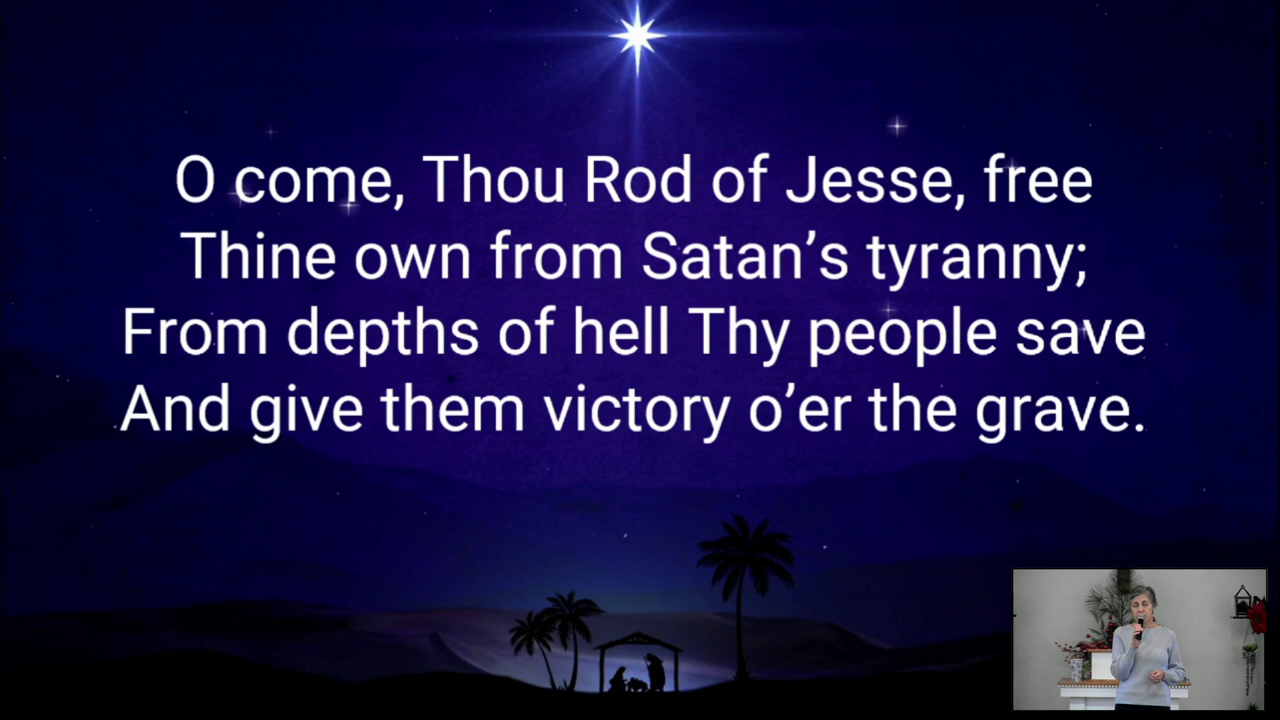 O come, Thou Rod of Jesse, free
Thine own from Satan’s tyranny;
From depths of hell Thy people save
And give them victory o’er the grave.